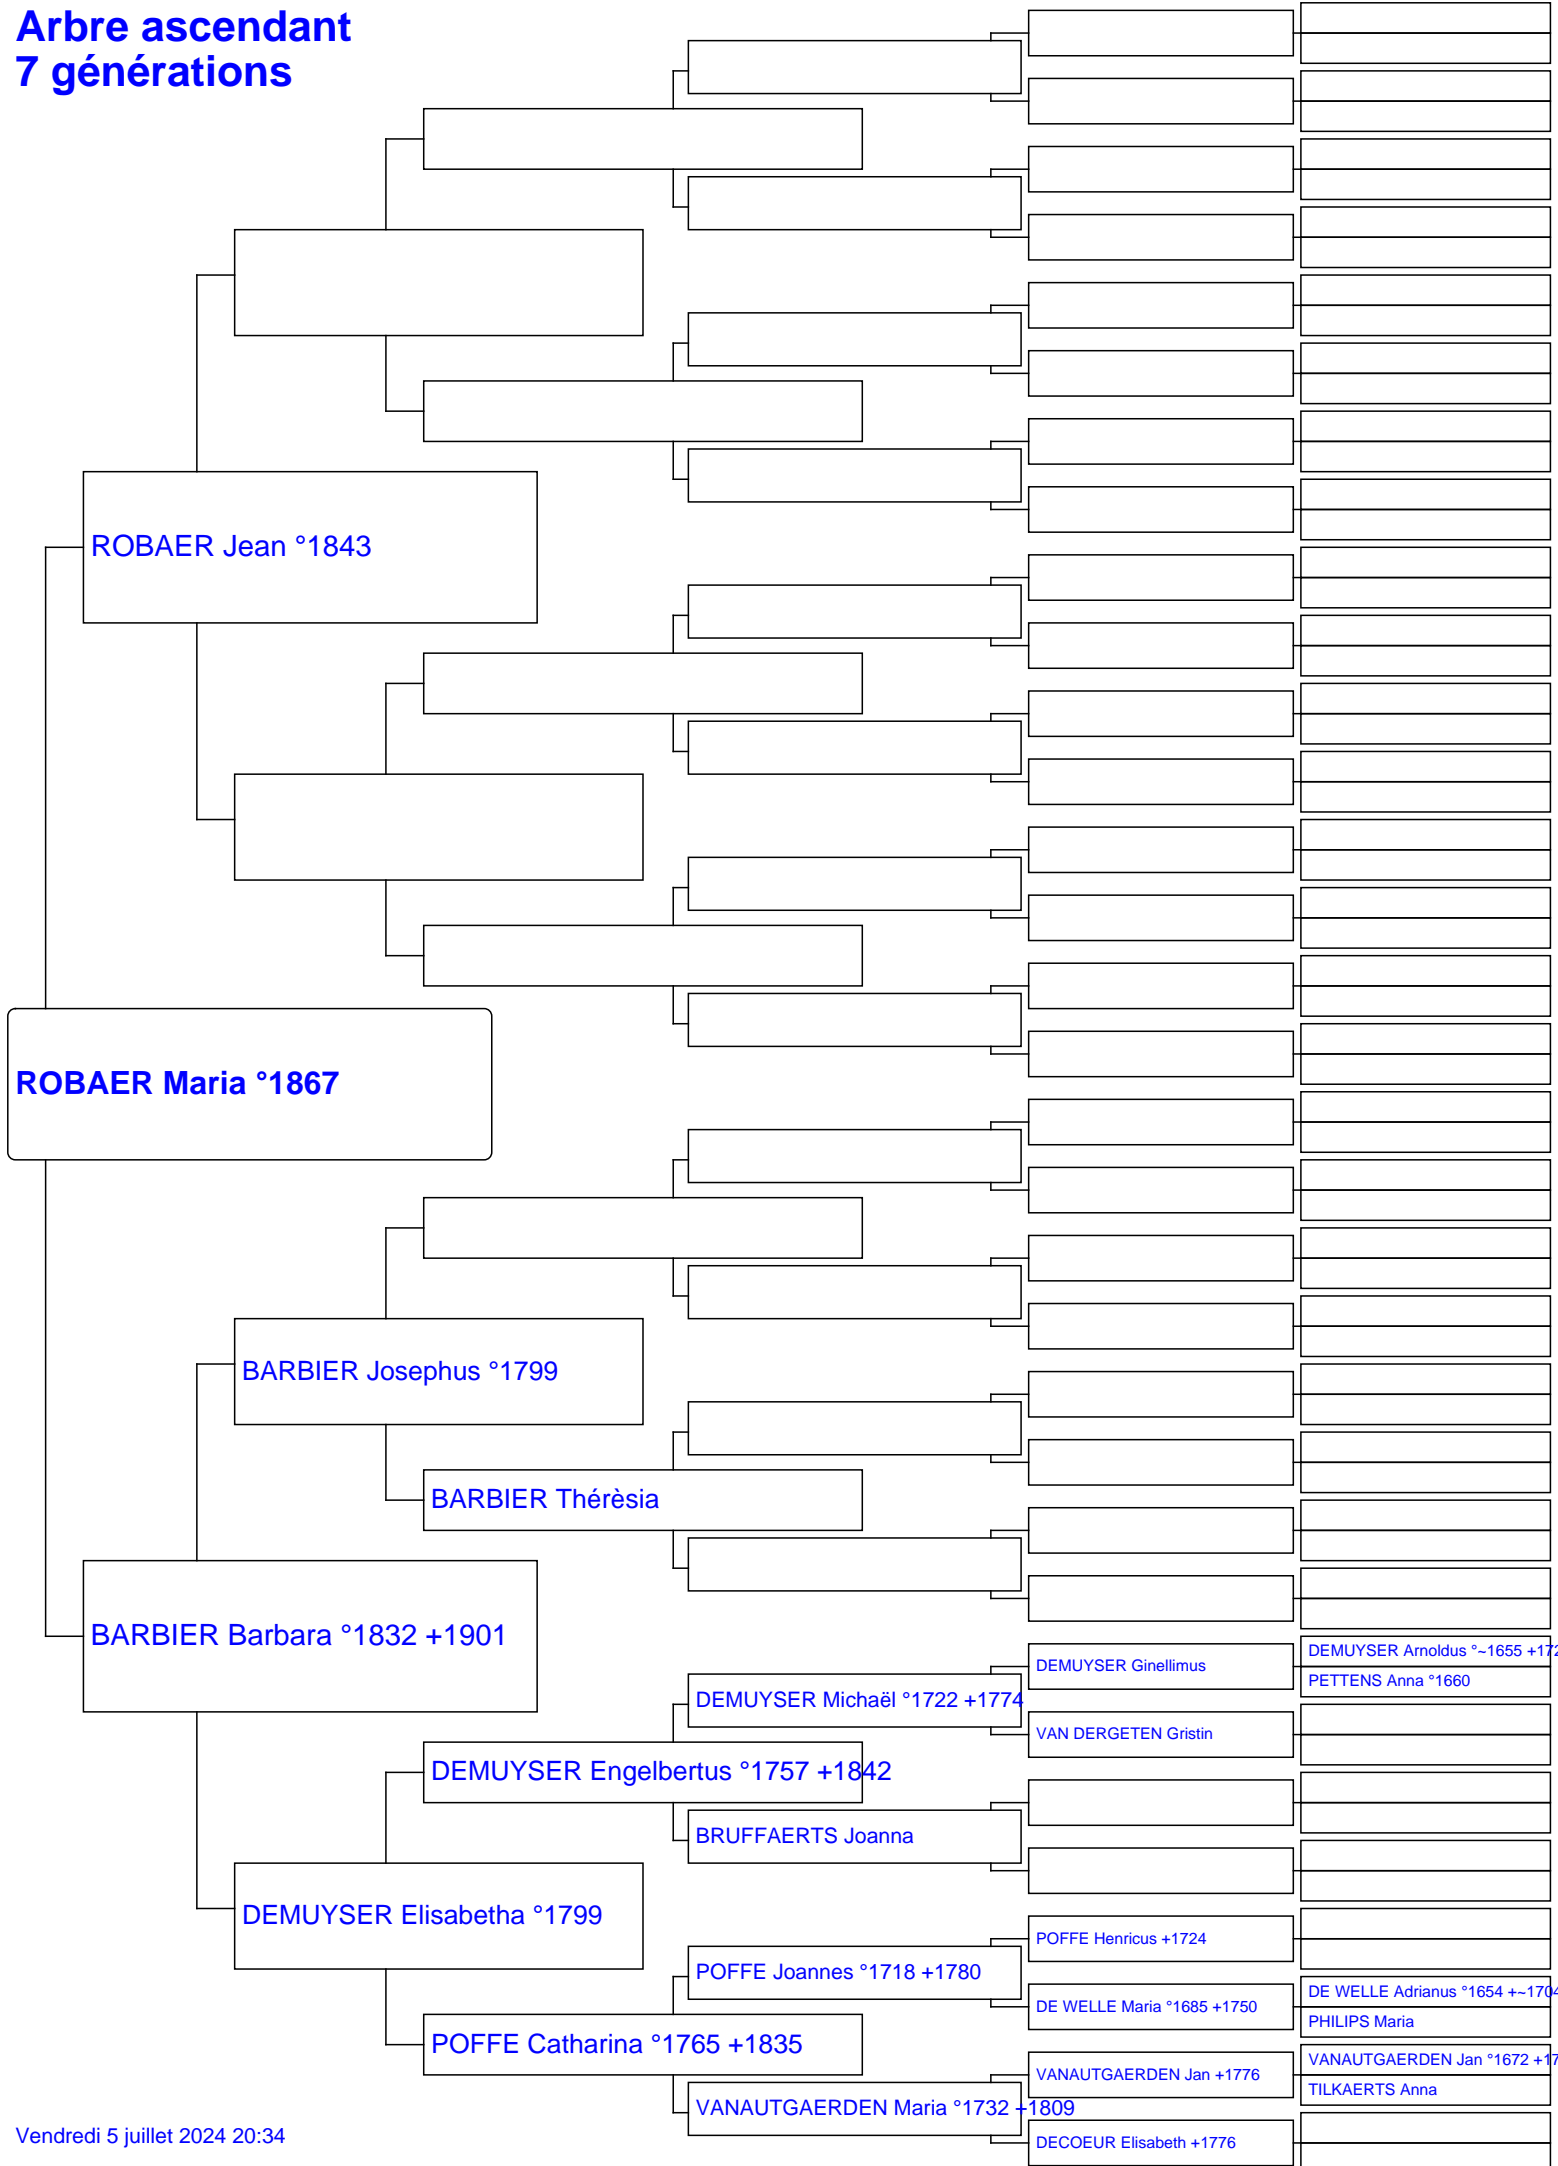 Arbre ascendant
7 générations
ROBAER Jean °1843
ROBAER Maria °1867
BARBIER Josephus °1799
BARBIER Thérèsia
BARBIER Barbara °1832 +1901
DEMUYSER Ginellimus
DEMUYSER Arnoldus °~1655 +172
PETTENS Anna °1660
DEMUYSER Michaël °1722 +1774
VAN DERGETEN Gristin
DEMUYSER Engelbertus °1757 +1842
BRUFFAERTS Joanna
DEMUYSER Elisabetha °1799
POFFE Henricus +1724
POFFE Joannes °1718 +1780
DE WELLE Maria °1685 +1750
DE WELLE Adrianus °1654 +~1704
PHILIPS Maria
POFFE Catharina °1765 +1835
VANAUTGAERDEN Jan +1776
VANAUTGAERDEN Jan °1672 +17
TILKAERTS Anna
VANAUTGAERDEN Maria °1732 +1809
DECOEUR Elisabeth +1776
Vendredi 5 juillet 2024 20:34